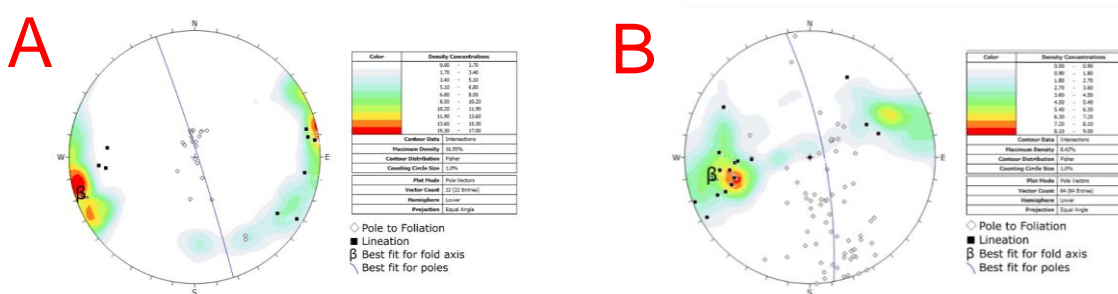 A
N
W
E
S
β
Color
Density Concentrations
0.00 - 1.70
1.70 - 3.40
3.40 - 5.10
5.10 - 6.80
6.80 - 8.50
8.50 - 10.20
10.20 - 11.90
11.90 - 13.60
13.60 - 15.30
15.30 - 17.00
Contour Data Intersections
Maximum Density 16.90%
Contour Distribution Fisher
Counting Circle Size 1.0%
Plot Mode Pole Vectors
Vector Count 22 (22 Entries)
Hemisphere Lower
Projection Equal Angle
Pole to Foliation
Lineation
β Best fit for fold axis
Best fit for poles
B
N
W
S
β
Color
Density Concentrations
0.00 - 0.90
0.90 - 1.80
1.80 - 2.70
2.70 - 3.60
3.60 - 4.50
4.50 - 5.40
5.40 - 6.30
6.30 - 7.20
7.20 - 8.10
8.10 - 9.00
Contour Data Intersections
Maximum Density 8.42%
Contour Distribution Fisher
Counting Circle Size 1.0%
Plot Mode Pole Vectors
Vector Count 84 (84 Entries)
Hemisphere Lower
Projection Equal Angle
Pole to Foliation
Lineation
β Best fit for fold axis
Best fit for poles